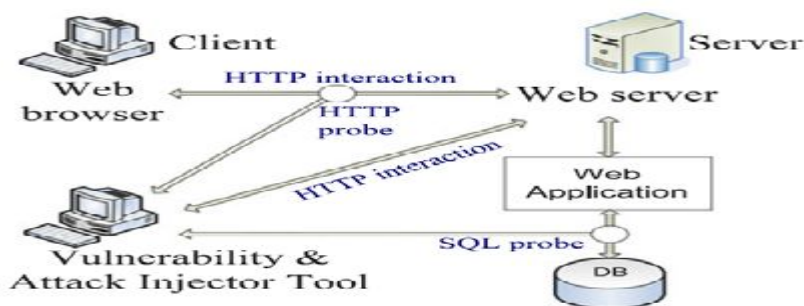 Client
Server
HTTP interaction
Web
browser
Web server
HTTP
probe
HTTP interaction
Web
Application
SQL probe
Vulnerability &
Attack Injector Tool
DB